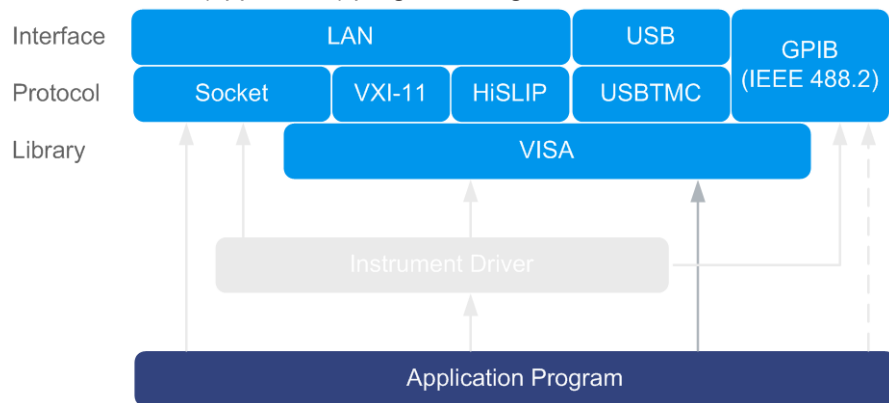 Interface
LAN
USB
GPIB
(IEEE 488.2)
Protocol
Socket
VXI-11
HiSLIP
USBTMC
Library
VISA
Instrument Driver
Application Program